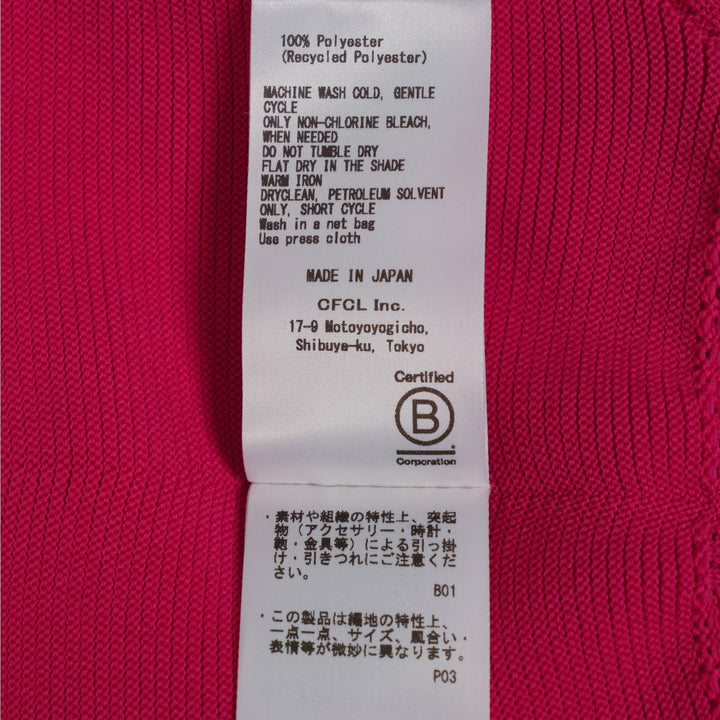 100% Polyester
(Recycled Polyester)
MACHINE WASH COLD, GENTLE
CYCLE
ONLY NON-CHLORINE BLEACH,
WHEN NEEDED
DO NOT TUMBLE DRY
FLAT DRY IN THE SHADE
WARM IRON
DRYCLEAN, PETROLEUM SOLVENT
ONLY, SHORT CYCLE
Wash in a net bag
Use press cloth
MADE IN JAPAN
CFCL Inc.
17-9 Motoyoyogicho,
Shibuya-ku, Tokyo
Certified
B
Corporation
・素材や組織の特性上、突起
物（アクセサリー・時計・
鞄・金具等）による引っ掛
け・引きつれにご注意くだ
さい。
B01
・この製品は編地の特性上、
一点一点、サイズ、風合い・
表情等が微妙に異なります。
P03